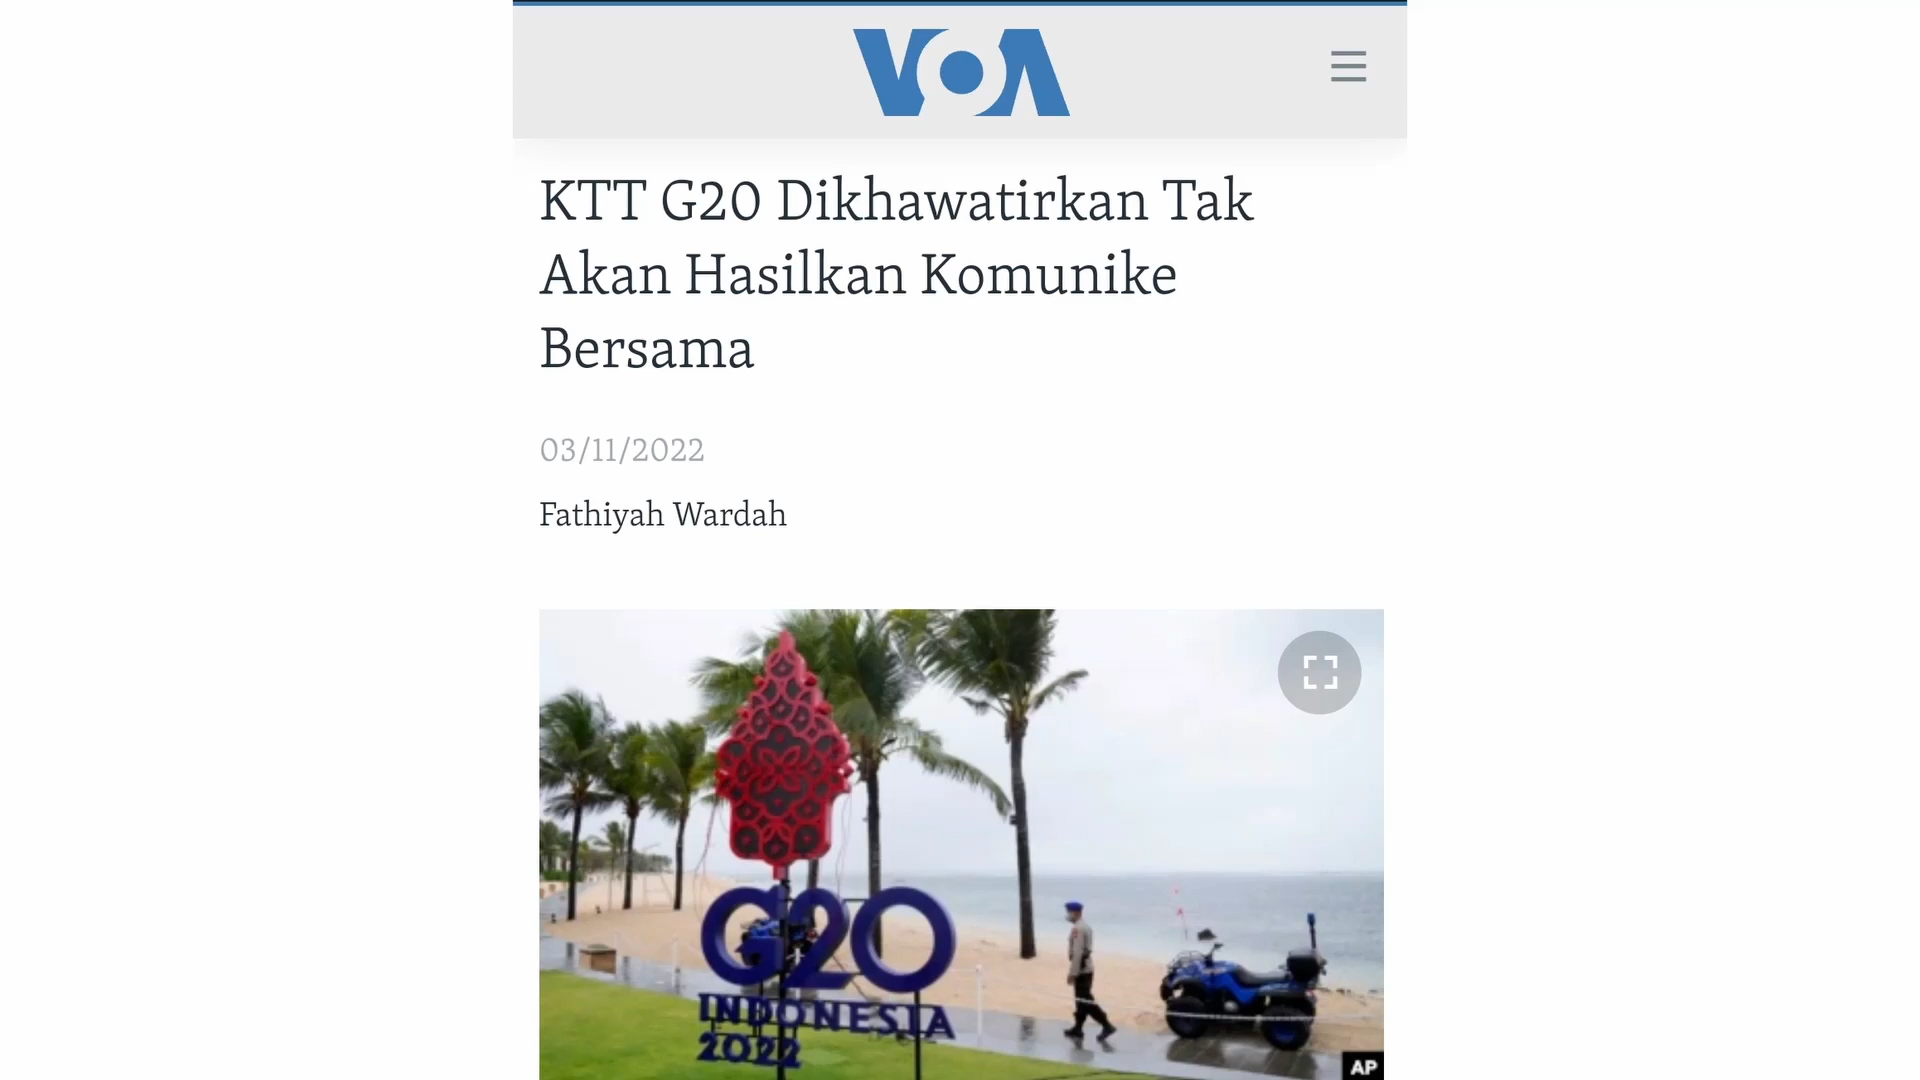 VOA
KTT G20 Dikhawatirkan Tak
Akan Hasilkan Komunike
Bersama
03/11/2022
Fathiyah Wardah
G20
INDONESIA
2022
AP